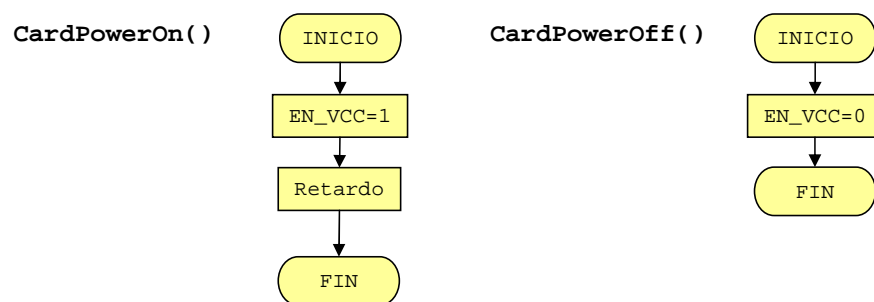 CardPowerOn()
INICIO
EN_VCC=1
Retardo
FIN
CardPowerOff()
INICIO
EN_VCC=0
FIN